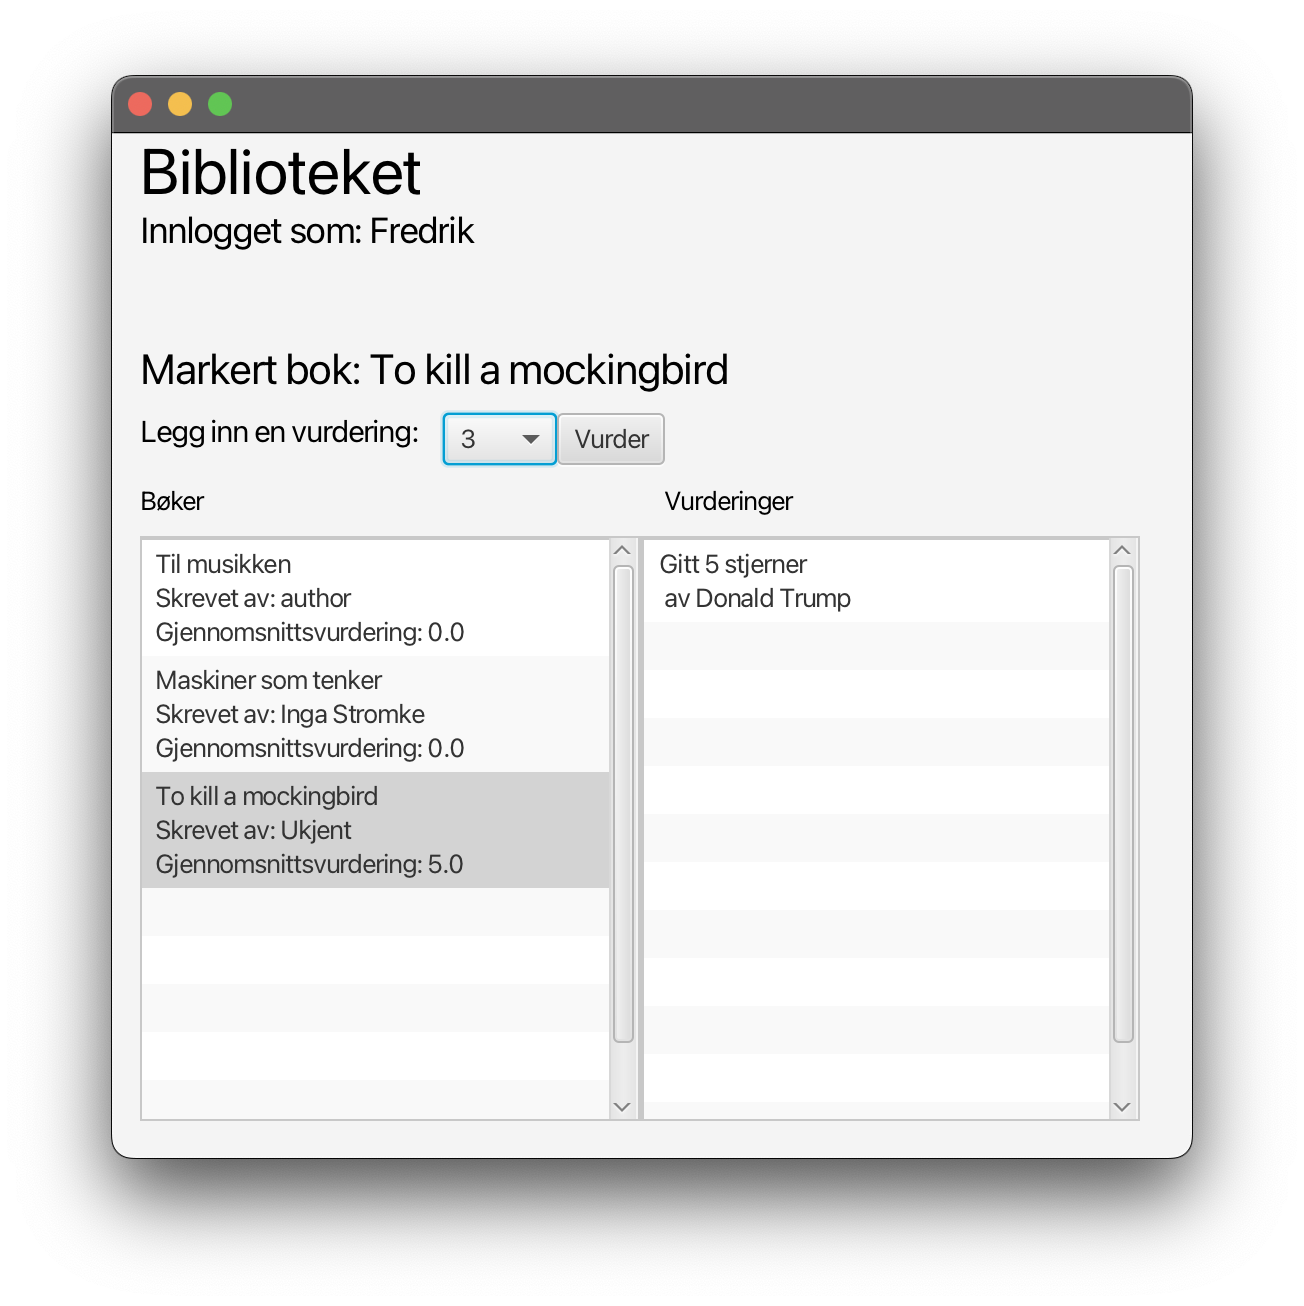 Biblioteket
Innlogget som: Fredrik
Markert bok: To kill a mockingbird
Legg inn en vurdering:
3
Vurder
Bøker
Til musikken
Skrevet av: author
Gjennomsnittsvurdering: 0.0
Maskiner som tenker
Skrevet av: Inga Stromke
Gjennomsnittsvurdering: 0.0
To kill a mockingbird
Skrevet av: Ukjent
Gjennomsnittsvurdering: 5.0
Vurderinger
Gitt 5 stjerner
av Donald Trump